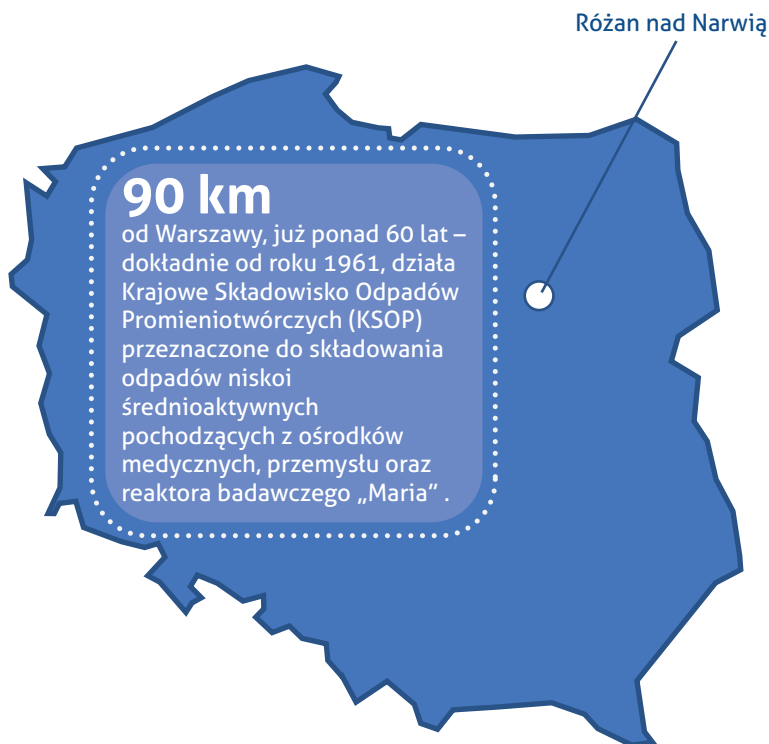 Różan nad Narwią
90 km
od Warszawy, już ponad 60 lat –
dokładnie od roku 1961, działa
Krajowe Składowisko Odpadów
Promieniotwórczych (KSOP)
przeznaczone do składowania
odpadów niskoi
średnioaktywnych
pochodzących z ośrodków
medycznych, przemysłu oraz
reaktora badawczego „Maria” .